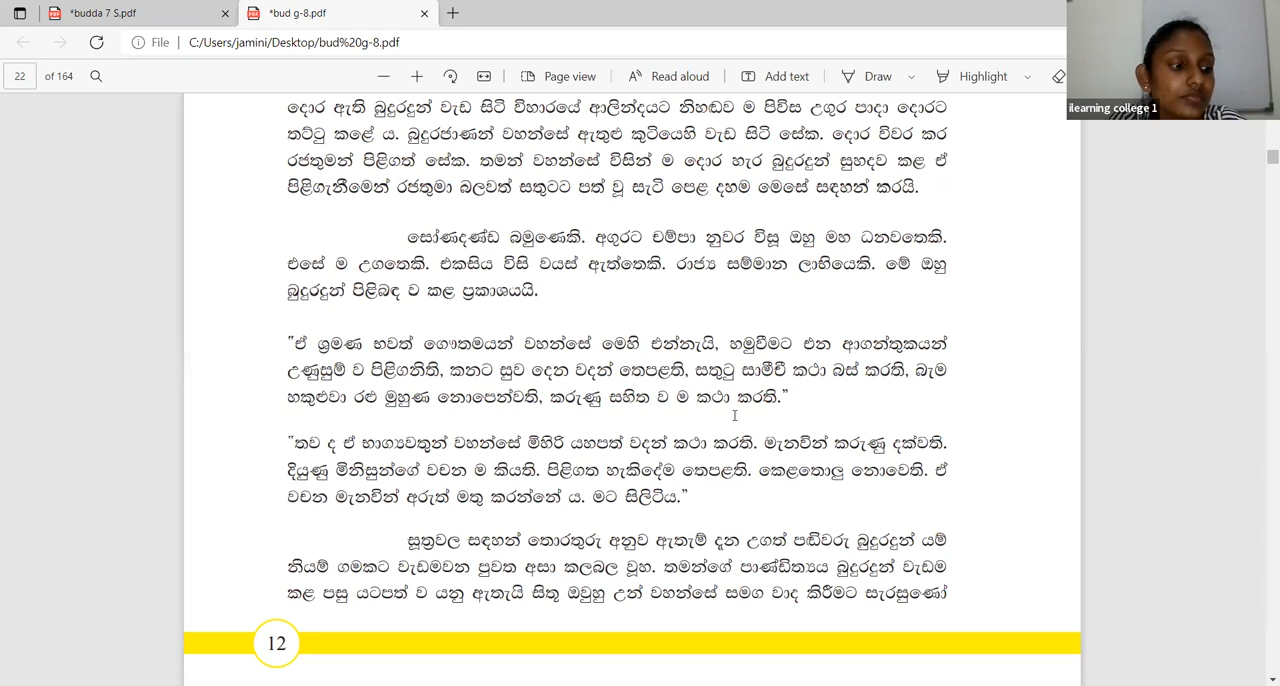 *budda 7 S.pdf
*bud g-8.pdf
File
C:/Users/jamini/Desktop/bud%20g-8.pdf
22 of 164
Page view
Read aloud
Add text
Draw
Highlight
ilearning college 1
දොර ඇති බුදුරදුන් වැඩ සිටි විහාරයේ ආලින්දයට නිහඬව ම පිවිස උගුර පාදා දොරට
තට්ටු කළේ ය. බුදුරජාණන් වහන්සේ ඇතුළු කුටියෙහි වැඩ සිටි සේක. දොර විවර කර
රජතුමන් පිළිගත් සේක. තමන් වහන්සේ විසින් ම දොර හැර බුදුරදුන් සුහදව කළ ඒ
පිළිගැනීමෙන් රජතුමා බලවත් සතුටට පත් වූ සැටි පෙළ දහම මෙසේ සඳහන් කරයි.
සෝණදණ්ඩ බමුණෙකි. අගුරට චම්පා නුවර විසූ ඔහු මහ ධනවතෙකි.
එසේ ම උගතෙකි. එකසිය විසි වයස් ඇත්තෙකි. රාජ්‍ය සම්මාන ලාභියෙකි. මේ ඔහු
බුදුරදුන් පිළිබඳ ව කළ ප්‍රකාශයයි.
"ඒ ශ්‍රමණ භවත් ගෞතමයන් වහන්සේ මෙහි එන්නැයි, හමුවීමට එන ආගන්තුකයන්
උණුසුම් ව පිළිගනිති, කනට සුව දෙන වදන් තෙපළති, සතුටු සාමීචි කථා බස් කරති, බැම
හකුළුවා රළු මුහුණ නොපෙන්වති, කරුණු සහිත ව ම කථා කරති."
"තව ද ඒ භාග්‍යවතුන් වහන්සේ මිහිරි යහපත් වදන් කථා කරති. මැනවින් කරුණු දක්වති.
දියුණු මිනිසුන්ගේ වචන ම කියති. පිළිගත හැකිදේම තෙපළති. කෙළතොලු නොවෙති. ඒ
වචන මැනවින් අරුත් මතු කරන්නේ ය. මට සිලිටිය."
සූත්‍රවල සඳහන් තොරතුරු අනුව ඇතැම් දැන උගත් පඬිවරු බුදුරදුන් යම්
නියම් ගමකට වැඩමවන පුවත අසා කලබල වූහ. තමන්ගේ පාණ්ඩිත්‍යය බුදුරදුන් වැඩම
කළ පසු යටපත් ව යනු ඇතැයි සිතූ ඔවුහු උන් වහන්සේ සමග වාද කිරීමට සැරසුණෝ
12